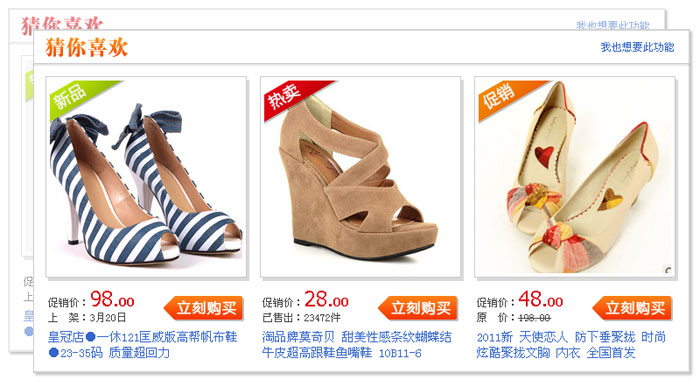 猜你喜欢
我也想要此功能
猜你喜欢
我也想要此功能
新品
热卖
促销
促销价：98.00
上　架：3月20日
立刻购买
皇冠店●一休121匡威版高帮帆布鞋
●23-35码 质量超回力
促销价：28.00
已售出：23472件
立刻购买
淘品牌莫奇贝 甜美性感条纹蝴蝶结
牛皮超高跟鞋鱼嘴鞋 10B11-6
促销价：48.00
原　价：198.00
立刻购买
2011新 天使恋人 防下垂聚拢 时尚
炫酷聚拢文胸 内衣 全国首发